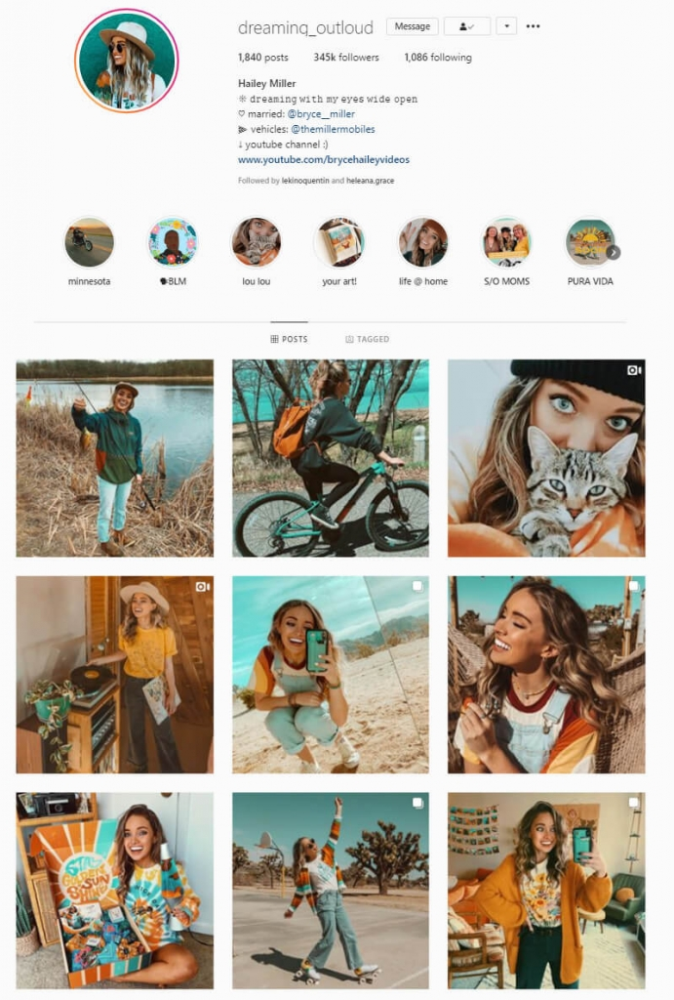 dreaminq_outloud Message
1,840 posts 345k followers 1,086 following
Hailey Miller
☼ dreaming with my eyes wide open
♡ married: @bryce__miller
⫸ vehicles: @themillermobiles
↓ youtube channel :)
www.youtube.com/brycehaileyvideos
Followed by lekinoquentin and heleana.grace
minnesota 🗣BLM lou lou your art! life @ home S/O MOMS PURA VIDA
POSTS TAGGED
STAY
GOLDEN
SUN
SHINE